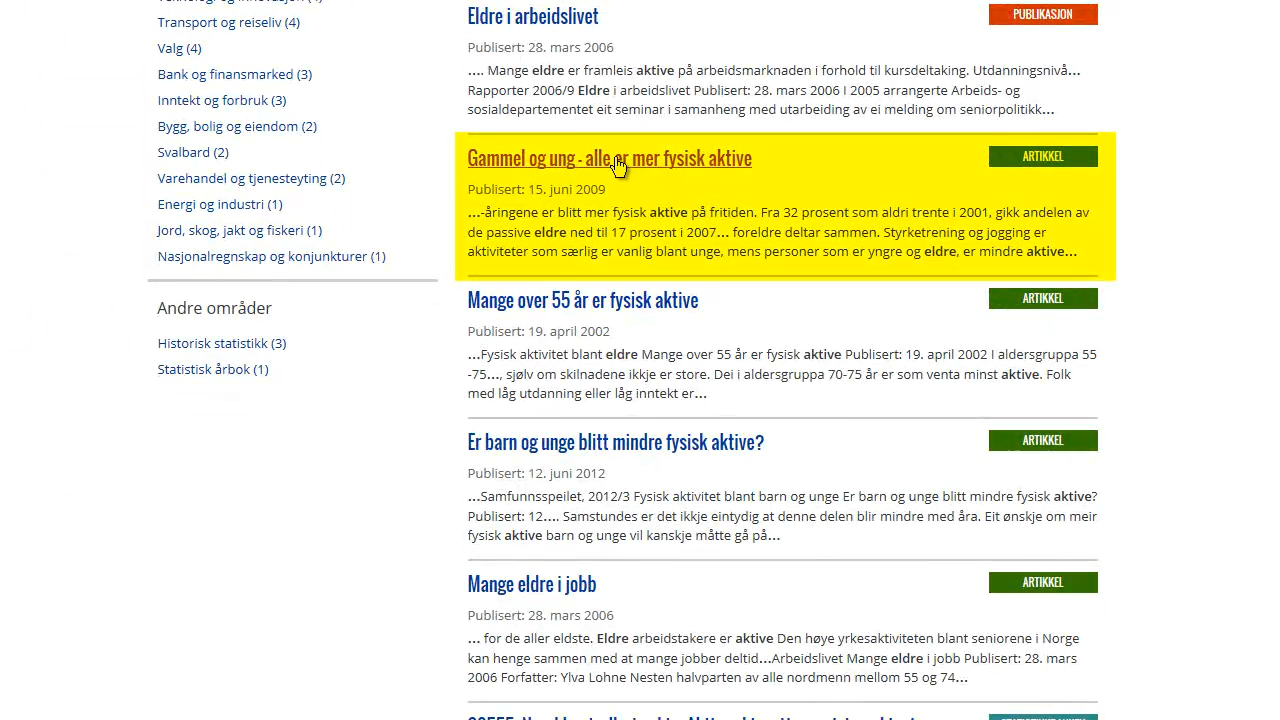 Transport og reiseliv (4)
Valg (4)
Bank og finansmarked (3)
Inntekt og forbruk (3)
Bygg, bolig og eiendom (2)
Svalbard (2)
Varehandel og tjenesteyting (2)
Energi og industri (1)
Jord, skog, jakt og fiskeri (1)
Nasjonalregnskap og konjunkturer (1)
Andre områder
Historisk statistikk (3)
Statistisk årbok (1)
Eldre i arbeidslivet
PUBLIKASJON
Publisert: 28. mars 2006
.... Mange eldre er framleis aktive på arbeidsmarknaden i forhold til kursdeltaking. Utdanningsnivå...
Rapporter 2006/9 Eldre i arbeidslivet Publisert: 28. mars 2006 I 2005 arrangerte Arbeids- og
sosialdepartementet eit seminar i samanheng med utarbeiding av ei melding om seniorpolitikk...
Gammel og ung - alle er mer fysisk aktive
ARTIKKEL
Publisert: 15. juni 2009
...-åringene er blitt mer fysisk aktive på fritiden. Fra 32 prosent som aldri trente i 2001, gikk andelen av
de passive eldre ned til 17 prosent i 2007... foreldre deltar sammen. Styrketrening og jogging er
aktiviteter som særlig er vanlig blant unge, mens personer som er yngre og eldre, er mindre aktive...
Mange over 55 år er fysisk aktive
ARTIKKEL
Publisert: 19. april 2002
...Fysisk aktivitet blant eldre Mange over 55 år er fysisk aktive Publisert: 19. april 2002 I aldersgruppa 55
-75..., sjølv om skilnadene ikkje er store. Dei i aldersgruppa 70-75 år er som venta minst aktive. Folk
med låg utdanning eller låg inntekt er...
Er barn og unge blitt mindre fysisk aktive?
ARTIKKEL
Publisert: 12. juni 2012
...Samfunnsspeilet, 2012/3 Fysisk aktivitet blant barn og unge Er barn og unge blitt mindre fysisk aktive?
Publisert: 12.... Samstundes er det ikkje eintydig at denne delen blir mindre med åra. Eit ønskje om meir
fysisk aktive barn og unge vil kanskje måtte gå på...
Mange eldre i jobb
ARTIKKEL
Publisert: 28. mars 2006
... for de aller eldste. Eldre arbeidstakere er aktive Den høye yrkesaktiviteten blant seniorene i Norge
kan henge sammen med at mange jobber deltid...Arbeidslivet Mange eldre i jobb Publisert: 28. mars
2006 Forfatter: Ylva Lohne Nesten halvparten av alle nordmenn mellom 55 og 74...